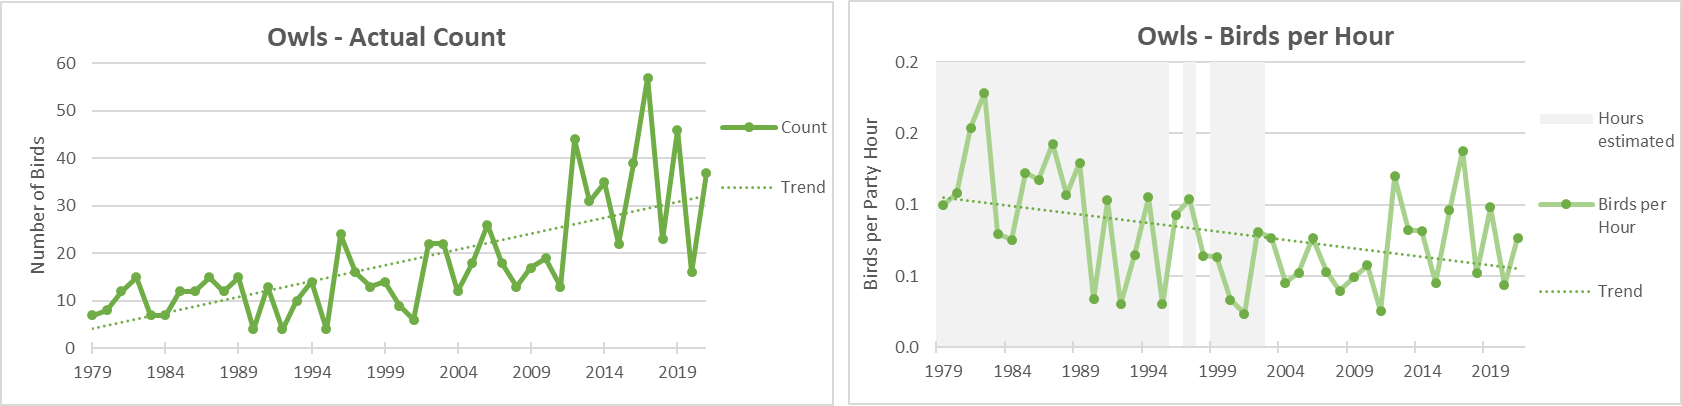 Owls - Actual Count
Number of Birds
60
50
40
30
20
10
0
1979 1984 1989 1994 1999 2004 2009 2014 2019
Count
Trend
Owls - Birds per Hour
Birds per Party Hour
0.2
0.2
0.1
0.1
0.0
1979 1984 1989 1994 1999 2004 2009 2014 2019
Hours
estimated
Birds per
Hour
Trend